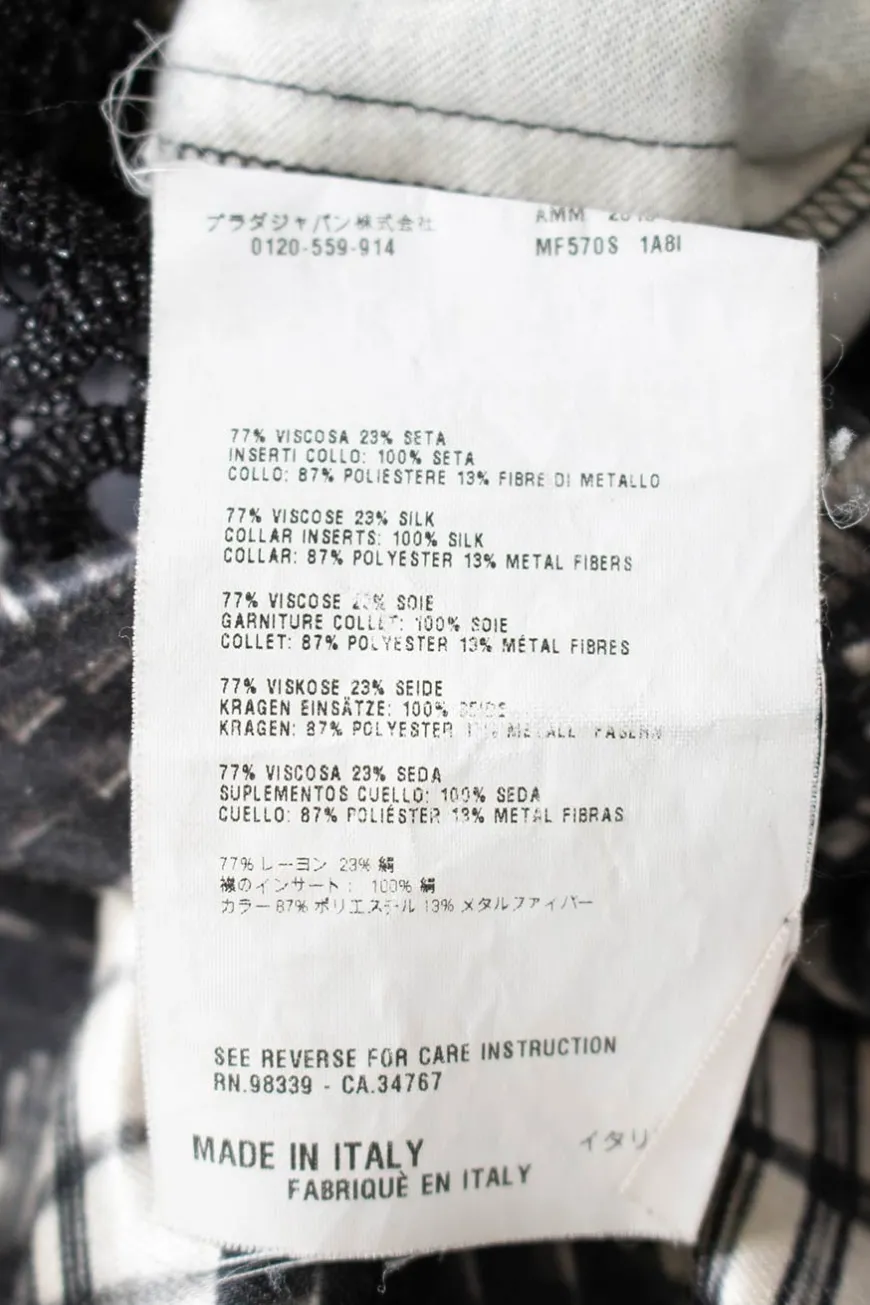 プラダジャパン株式会社
0120-559-914
AMM
MF570S 1A8I
77% VISCOSA 23% SETA
INSERTI COLLO: 100% SETA
COLLO: 87% POLIESTERE 13% FIBRE DI METALLO
77% VISCOSE 23% SILK
COLLAR INSERTS: 100% SILK
COLLAR: 87% POLYESTER 13% METAL FIBERS
77% VISCOSE 23% SOIE
GARNITURE COLLET: 100% SOIE
COLLET: 87% POLYESTER 13% MÉTAL FIBRES
77% VISKOSE 23% SEIDE
KRAGEN EINSÄTZE: 100% SEIDE
KRAGEN: 87% POLYESTER 13% METALL FASERN
77% VISCOSA 23% SEDA
SUPLEMENTOS CUELLO: 100% SEDA
CUELLO: 87% POLIÉSTER 13% METAL FIBRAS
77% レーヨン 23% 絹
襟のインサート： 100% 絹
カラー 87% ポリエステル 13% メタルファイバー
SEE REVERSE FOR CARE INSTRUCTION
RN.98339 - CA.34767
MADE IN ITALY
イタリ
FABRIQUÈ EN ITALY